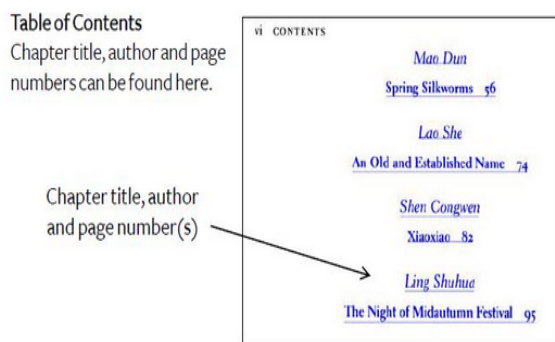 Table of Contents
Chapter title, author and page
numbers can be found here.
Chapter title, author
and page number(s)
vi CONTENTS
Mao Dun
Spring Silkworms 56
Lao She
An Old and Established Name 74
Shen Congwen
Xiaoxiao 82
Ling Shuhua
The Night of Midautumn Festival 95